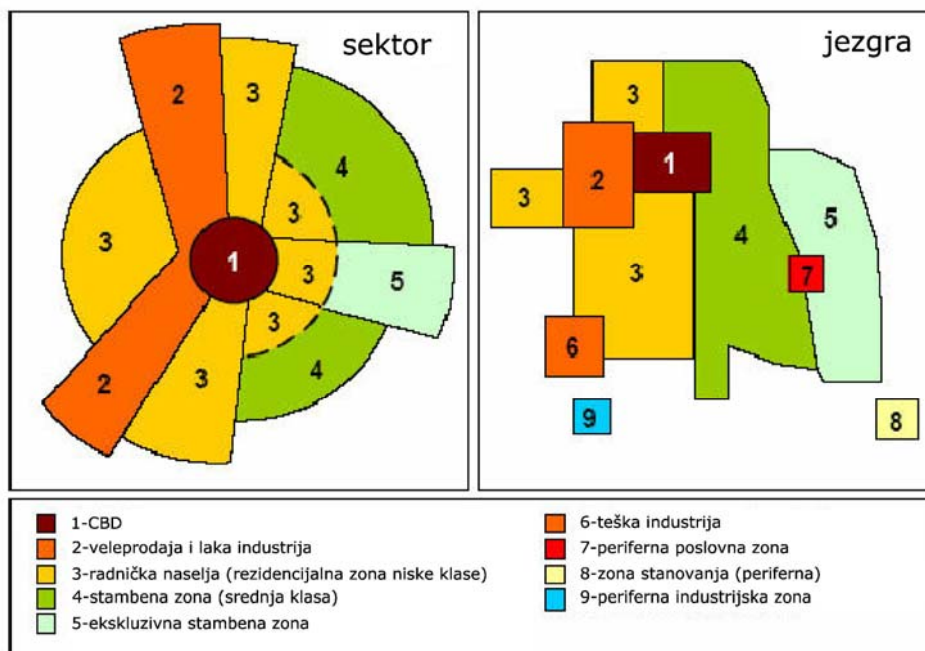 sektor
2
3
4
3
3
1
3
5
3
4
2
3
jezgra
3
1
2
3
5
4
3
7
6
9
8
1-CBD
2-veleprodaja i laka industrija
3-radnička naselja (rezidencijalna zona niske klase)
4-stambena zona (srednja klasa)
5-ekskluzivna stambena zona
6-teška industrija
7-periferna poslovna zona
8-zona stanovanja (periferna)
9-periferna industrijska zona